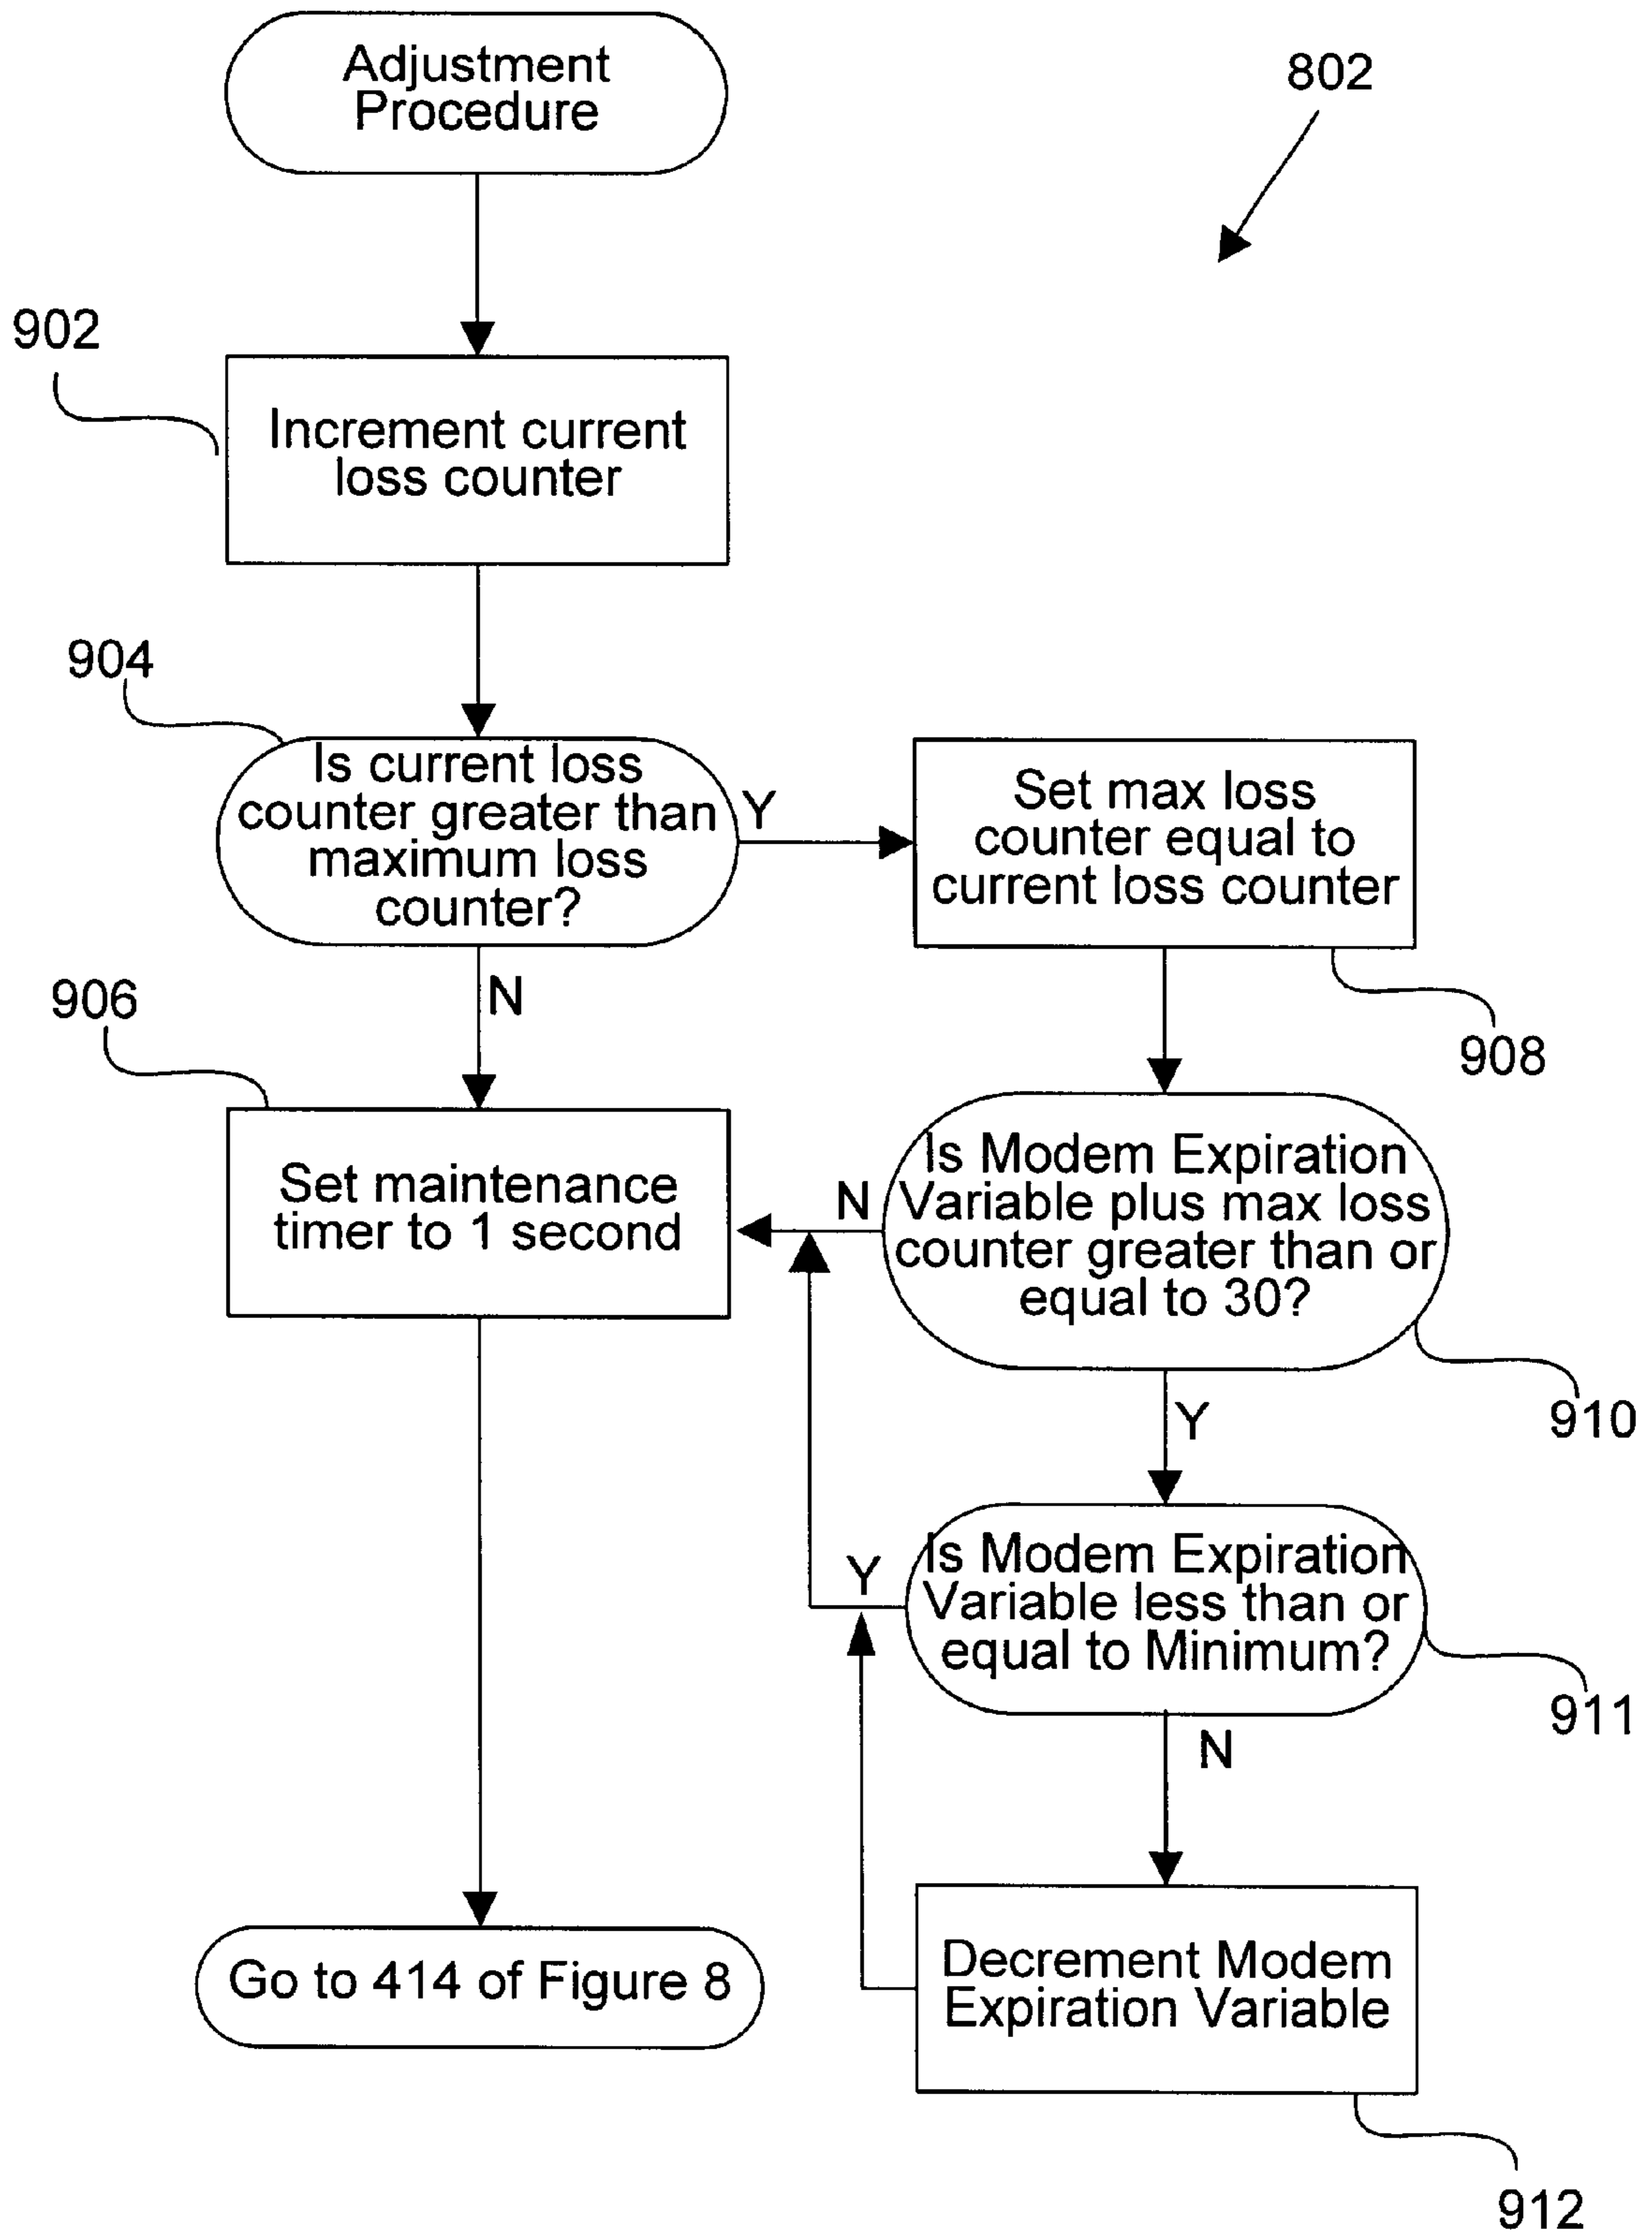 Adjustment
Procedure
802
902
Increment current
loss counter
904
Is current loss
counter greater than
maximum loss
counter?
Y
Set max loss
counter equal to
current loss counter
N
906
908
Set maintenance
timer to 1 second
N
Is Modem Expiration
Variable plus max loss
counter greater than or
equal to 30?
910
Y
Y
Is Modem Expiration
Variable less than or
equal to Minimum?
911
N
Go to 414 of Figure 8
Decrement Modem
Expiration Variable
912